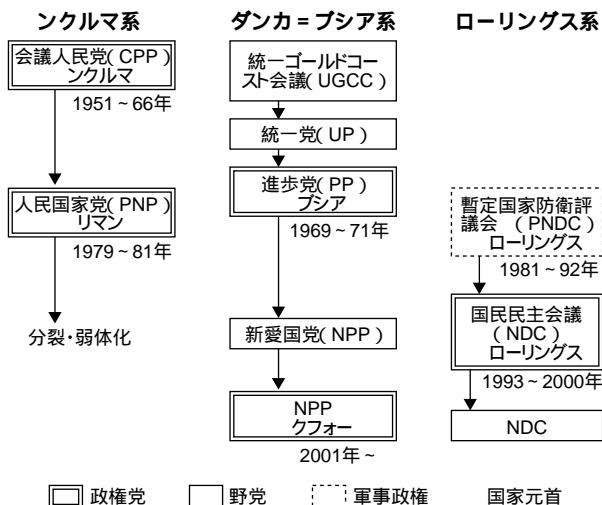 ンクルマ系
会議人民党(CPP)
ンクルマ
1951~66年
人民国家党(PNP)
リマン
1979~81年
分裂・弱体化
ダンカ=ブシア系
統一ゴールドコー
スト会議(UGCC)
統一党(UP)
進歩党(PP)
ブシア
1969~71年
新愛国党(NPP)
NPP
クフォー
2001年~
ローリングス系
暫定国家防衛評
議会 (PNDC)
ローリングス
1981~92年
国民民主会議
(NDC)
ローリングス
1993~2000年
NDC
政権党 野党 軍事政権 国家元首